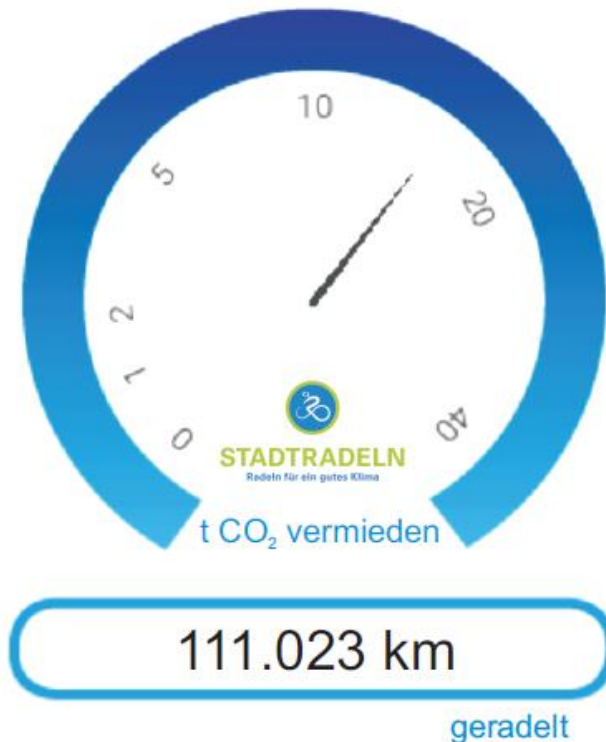 10
5
20
2
1
0
40
STADTRADELN
Radeln für ein gutes Klima
t CO₂ vermieden
111.023 km
geradelt